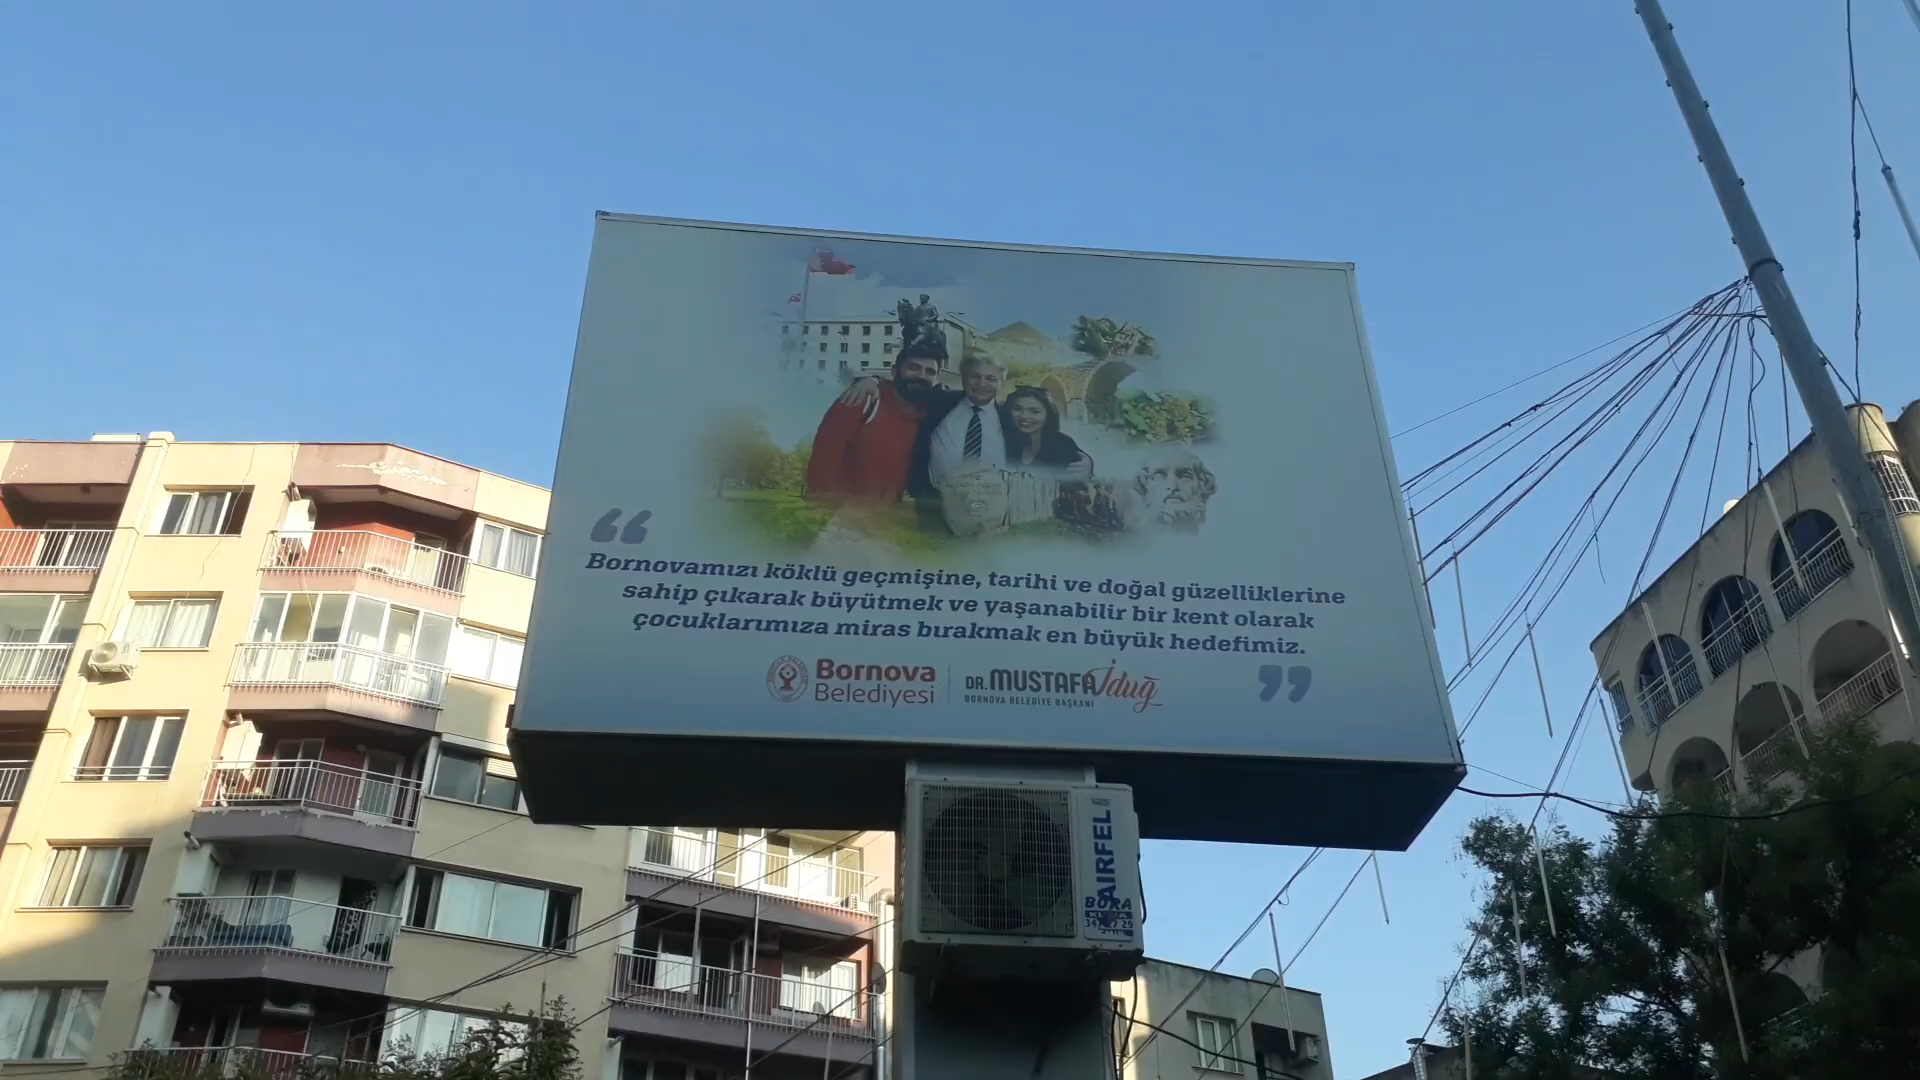 “
Bornovamızı köklü geçmişine, tarihi ve doğal güzelliklerine
sahip çıkarak büyütmek ve yaşanabilir bir kent olarak
çocuklarımıza miras bırakmak en büyük hedefimiz.
”
Bornova
Belediyesi
DR. MUSTAFA İduğ
BORNOVA BELEDİYE BAŞKANI
AIRFEL
BORA